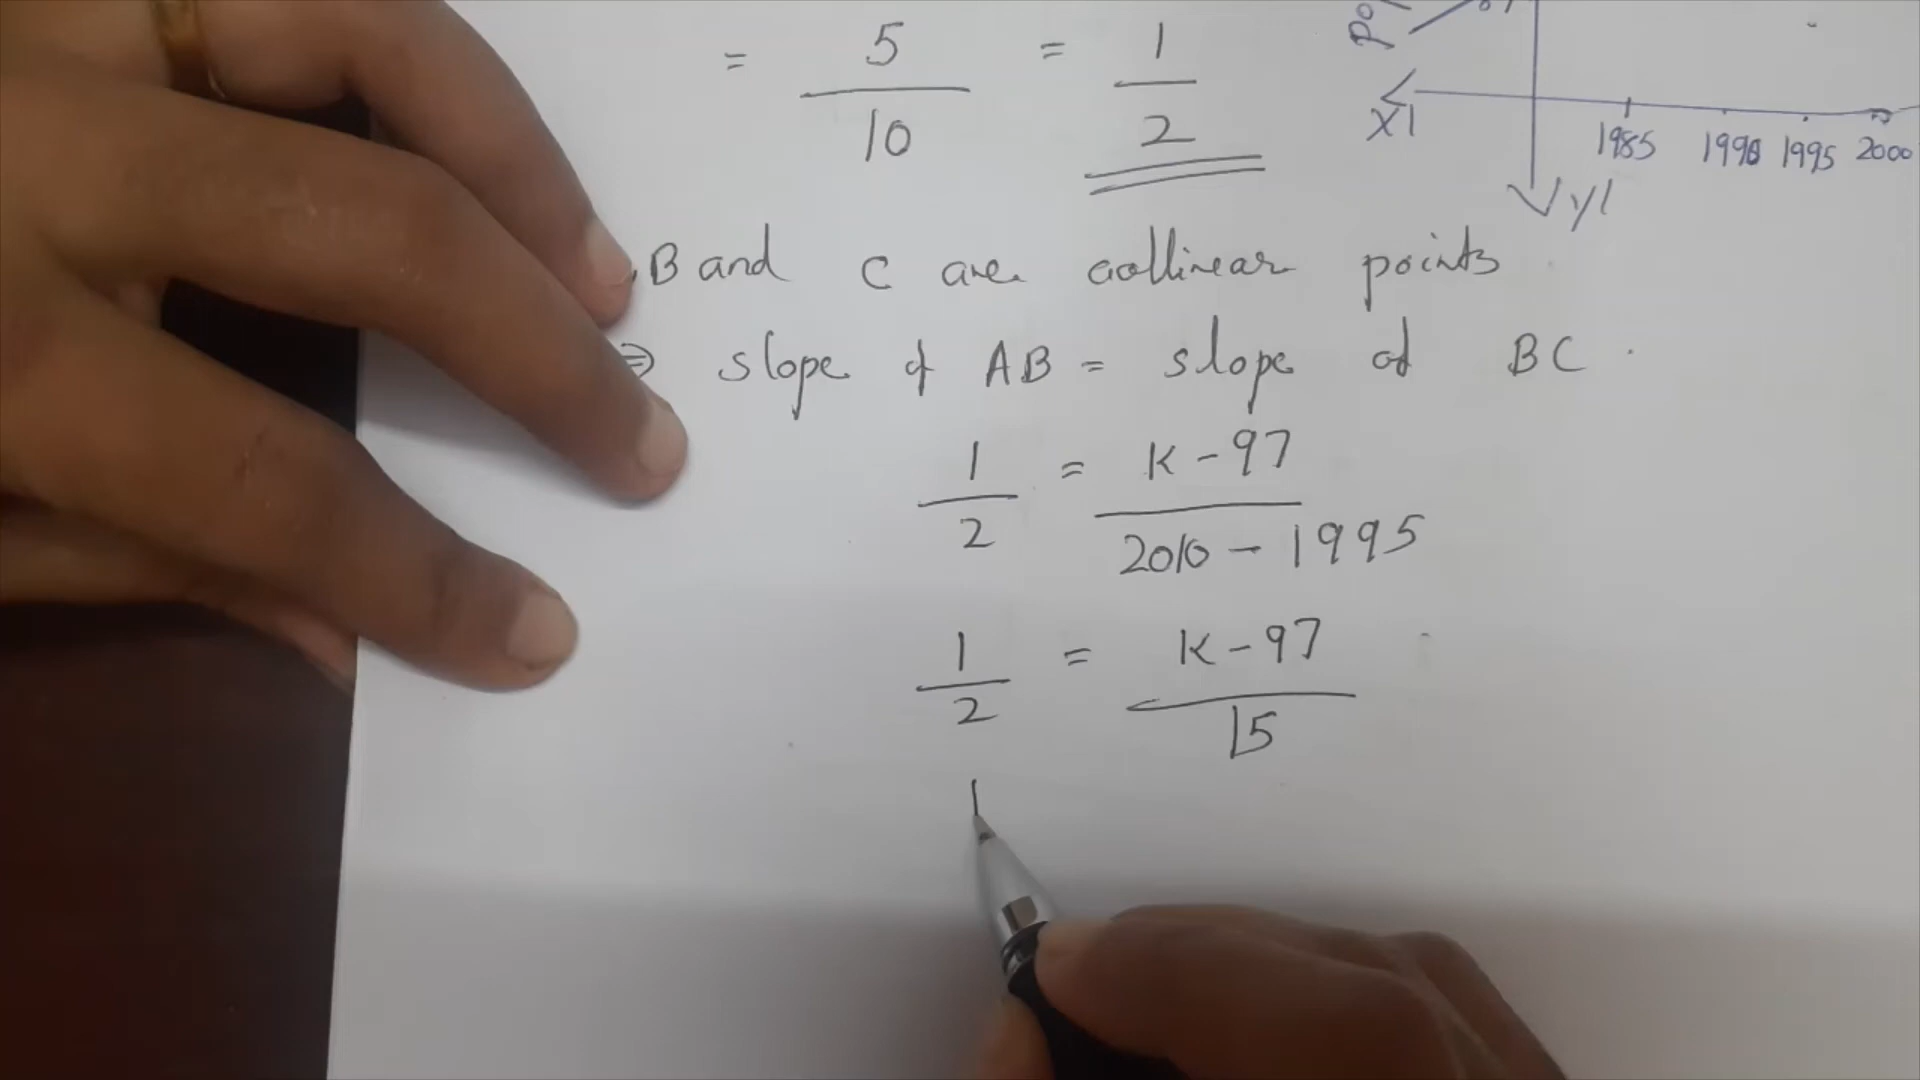 = 5/10 = 1/2
B and C are collinear points
⇒ slope of AB = slope of BC.
1/2 = K-97/2010-1995
1/2 = K-97/15
1
X1
1985 1990 1995 2000
y1